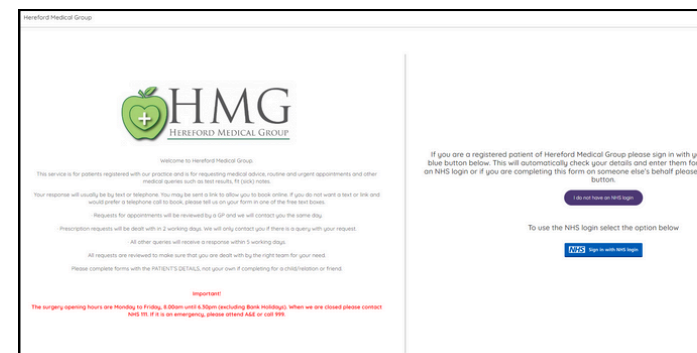 Hereford Medical Group
HMG
HEREFORD MEDICAL GROUP
Welcome to Hereford Medical Group
This service is for patients registered with our practice and is for requesting medical advice, routine and urgent appointments and other
medical queries such as test results, fit (sick) notes.
Your response will usually be by text or telephone. You may be sent a link to allow you to book online. If you do not want a text or link and
would prefer a telephone call to book, please tell us on your form in one of the free text boxes.
Requests for appointments will be reviewed by a GP and we will contact you the same day.
Prescription requests will be dealt with in 2 working days. We will only contact you if there is a query with your request.
All other queries will receive a response within 5 working days.
All requests are reviewed to make sure that you are dealt with by the right team for your need.
Please complete forms with the PATIENT'S DETAILS, not your own if completing for a child/relation or friend.
Important!
The surgery opening hours are Monday to Friday, 8.00am until 6.30pm (excluding Bank Holidays). When we are closed please contact
NHS 111. If it is an emergency, please attend A&E or call 999.
If you are a registered patient of Hereford Medical Group please sign in with
blue button below. This will automatically check your details and enter them
an NHS login or if you are completing this form on someone else's behalf please
button.
I do not have an NHS login
To use the NHS login select the option below
NHS Sign in with NHS login